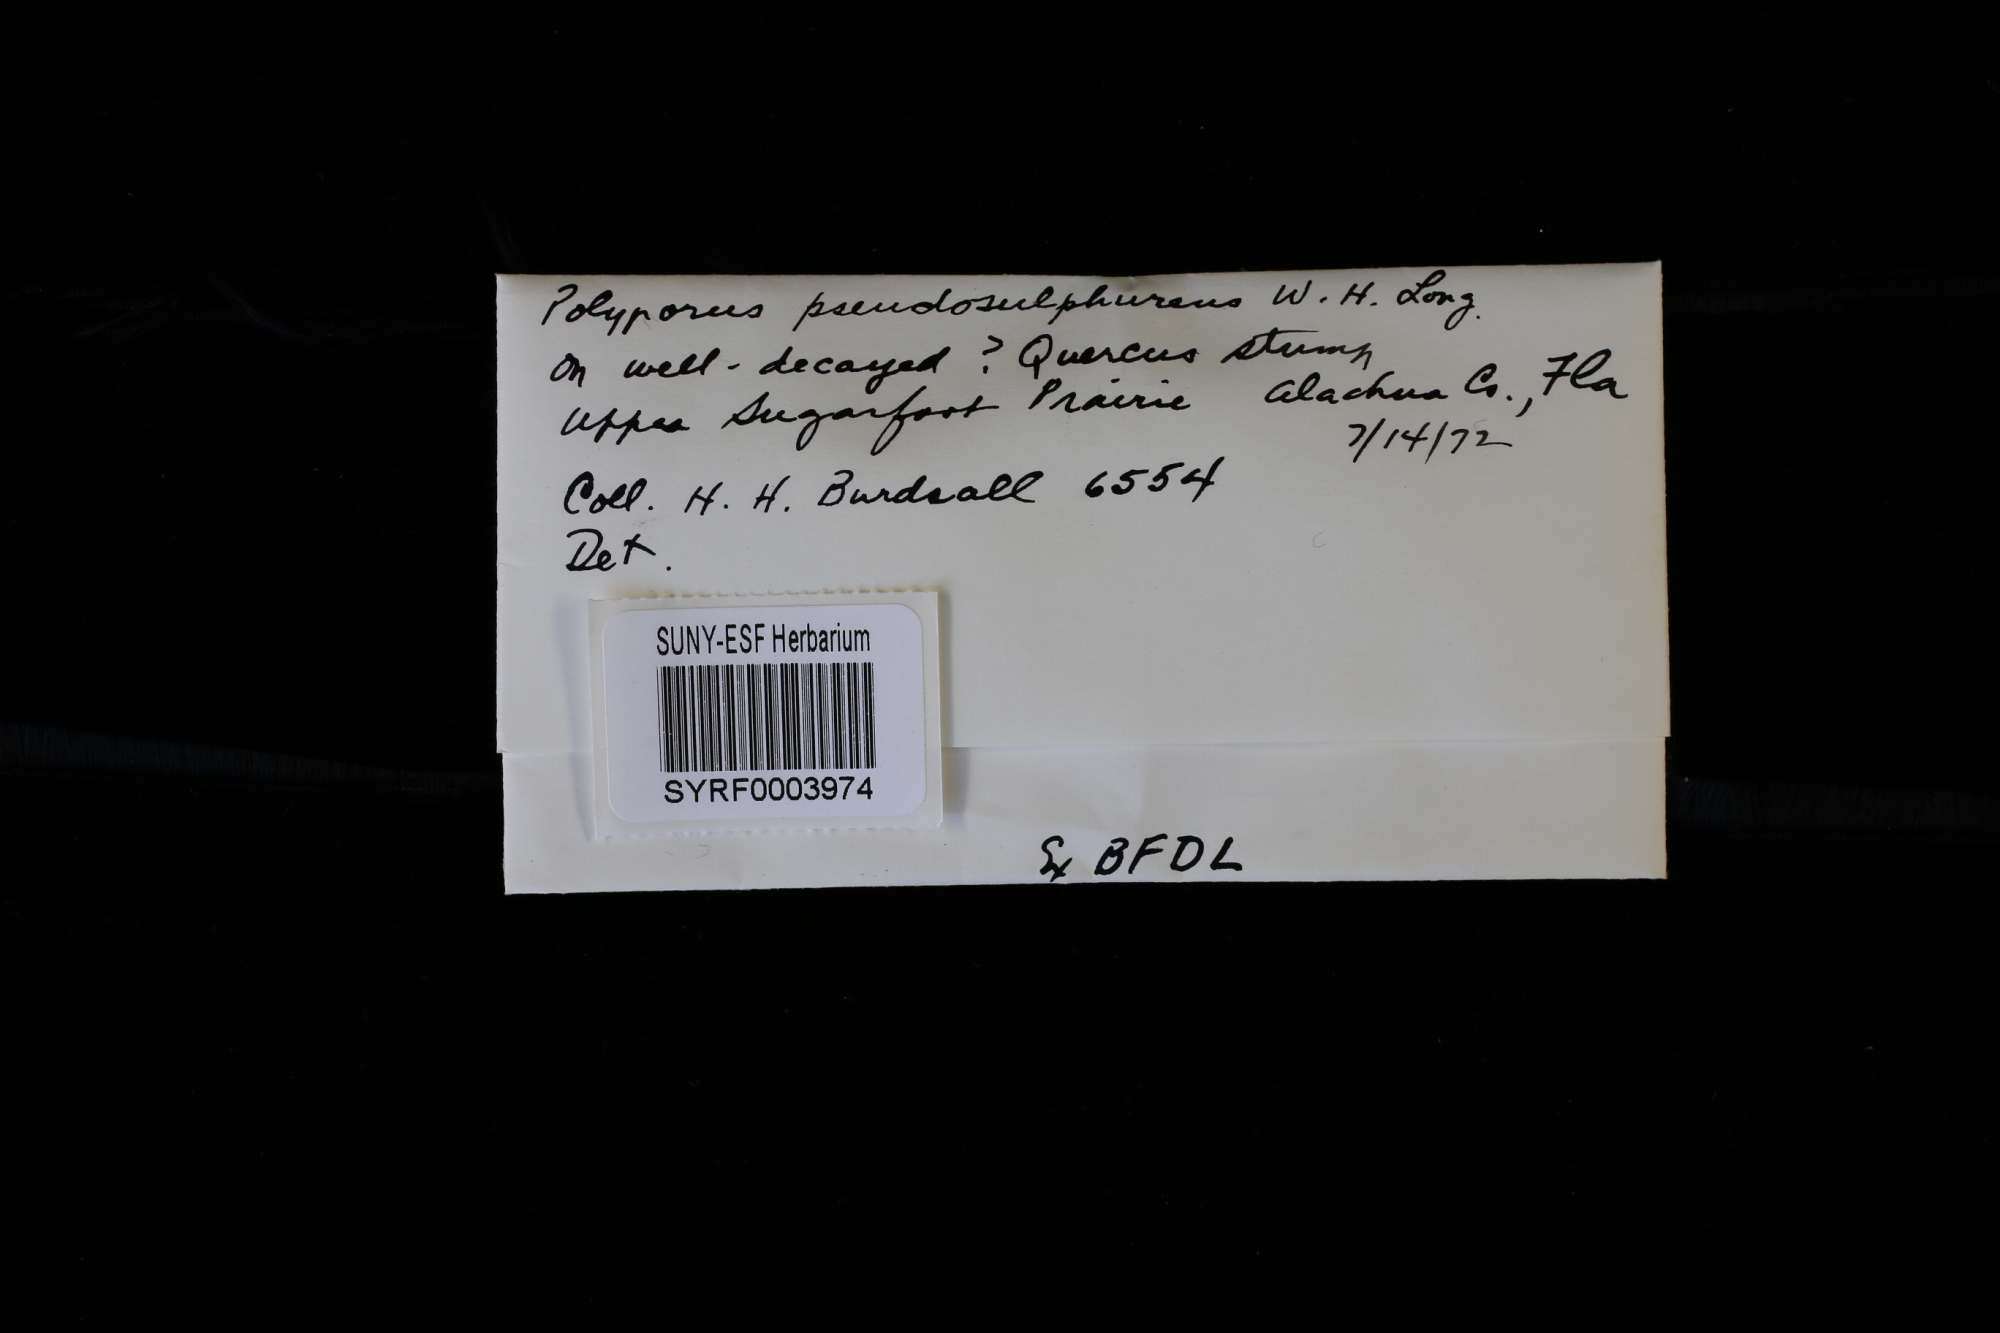 Polyporus pseudosulphureus W. H. Long.
on well-decayed ? Quercus stump
Upper Sugarfoot Prairie Alachua Co., Fla
7/14/72
Coll. H. H. Burdsall 6554
Det.
SUNY-ESF Herbarium
SYRF0003974
Ex BFDL